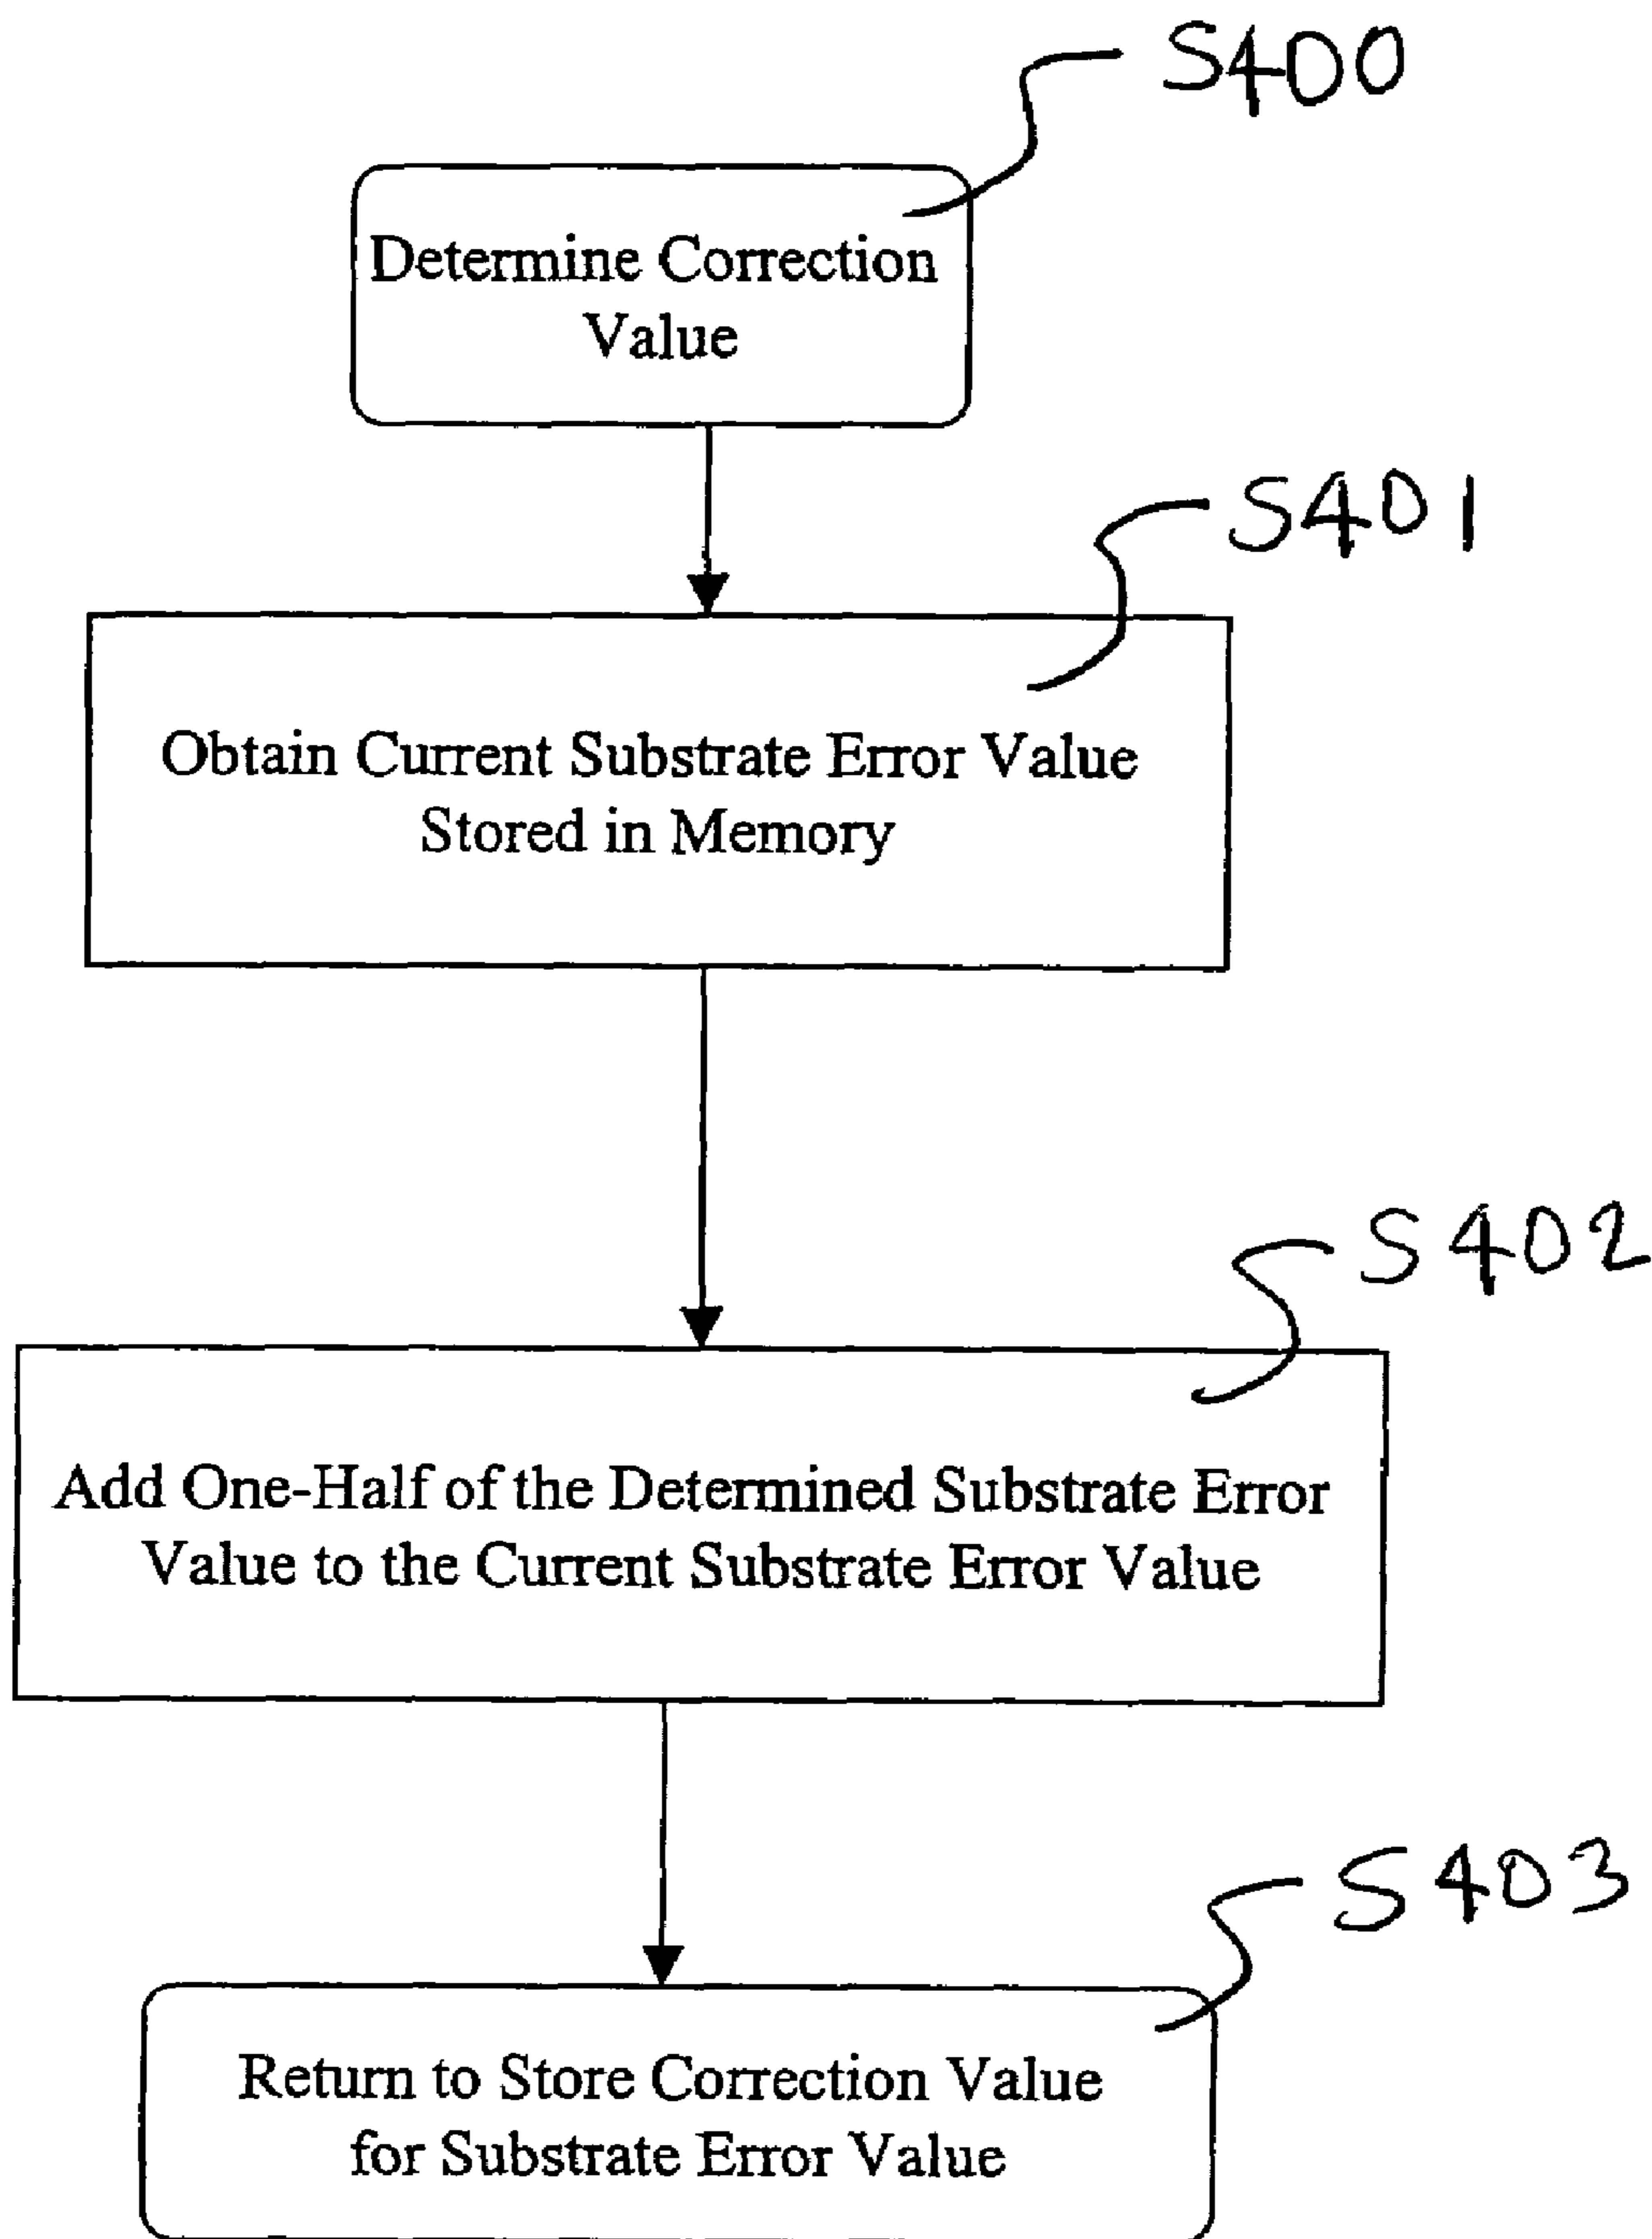 S400
Determine Correction
Value
S401
Obtain Current Substrate Error Value
Stored in Memory
S402
Add One-Half of the Determined Substrate Error
Value to the Current Substrate Error Value
S403
Return to Store Correction Value
for Substrate Error Value